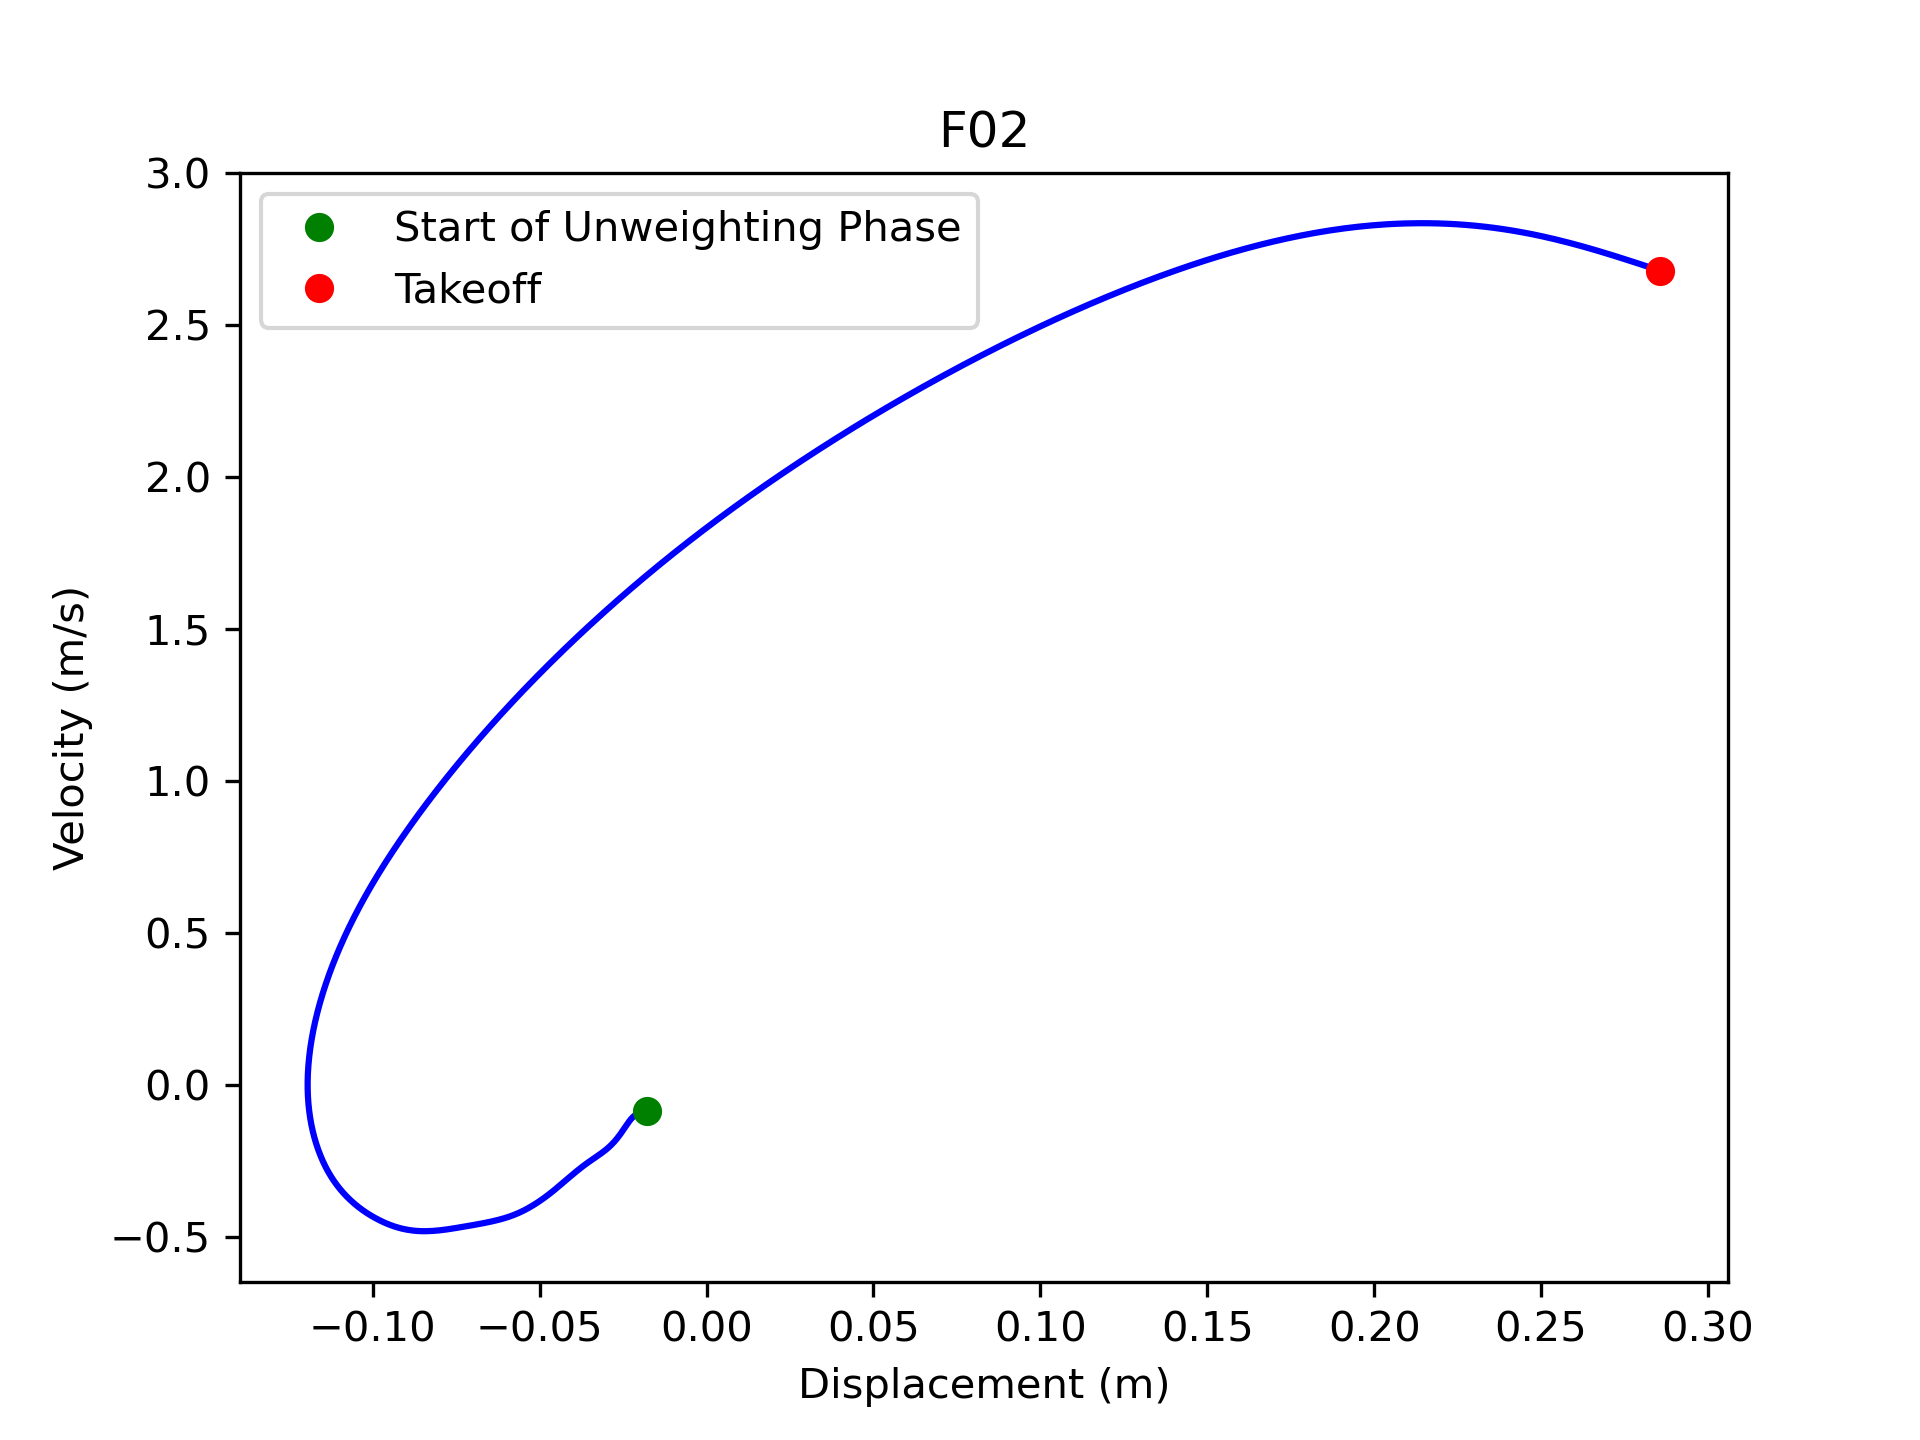 F02
3.0
Start of Unweighting Phase
Takeoff
2.5
2.0
1.5
1.0
0.5
0.0
−0.5
Velocity (m/s)
−0.10 −0.05 0.00 0.05 0.10 0.15 0.20 0.25 0.30
Displacement (m)